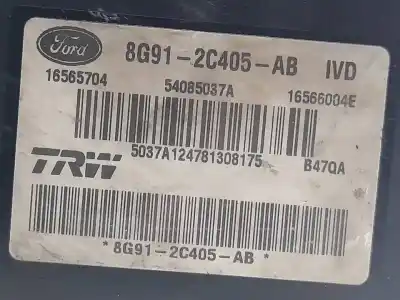 Ford 8G91-2C405-AB IVD
16565704 54085037A 16566004E
5037A124781308175 B47QA
TRW
*8G91-2C405-AB*